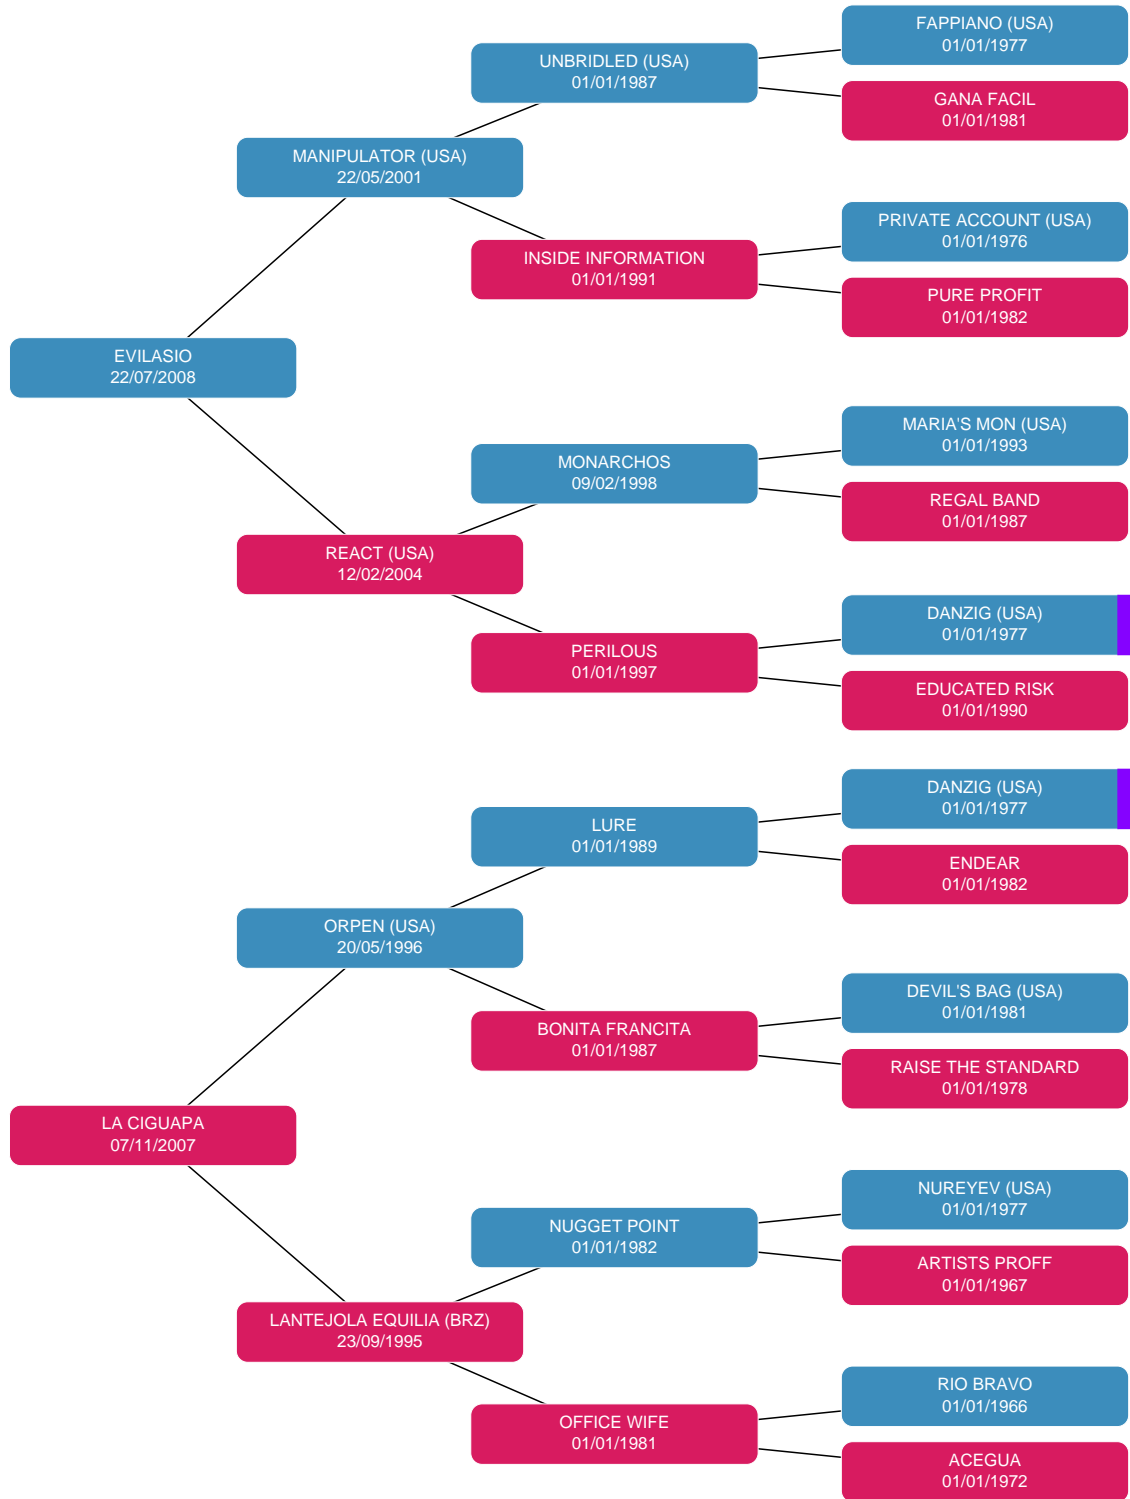 FAPPIANO (USA)
01/01/1977
UNBRIDLED (USA)
01/01/1987
GANA FACIL
01/01/1981
MANIPULATOR (USA)
22/05/2001
PRIVATE ACCOUNT (USA)
01/01/1976
INSIDE INFORMATION
01/01/1991
PURE PROFIT
01/01/1982
EVILASIO
22/07/2008
MARIA'S MON (USA)
01/01/1993
MONARCHOS
09/02/1998
REGAL BAND
01/01/1987
REACT (USA)
12/02/2004
DANZIG (USA)
01/01/1977
PERILOUS
01/01/1997
EDUCATED RISK
01/01/1990
DANZIG (USA)
01/01/1977
LURE
01/01/1989
ENDEAR
01/01/1982
ORPEN (USA)
20/05/1996
DEVIL'S BAG (USA)
01/01/1981
BONITA FRANCITA
01/01/1987
RAISE THE STANDARD
01/01/1978
LA CIGUAPA
07/11/2007
NUREYEV (USA)
01/01/1977
NUGGET POINT
01/01/1982
ARTISTS PROFF
01/01/1967
LANTEJOLA EQUILIA (BRZ)
23/09/1995
RIO BRAVO
01/01/1966
OFFICE WIFE
01/01/1981
ACEGUA
01/01/1972